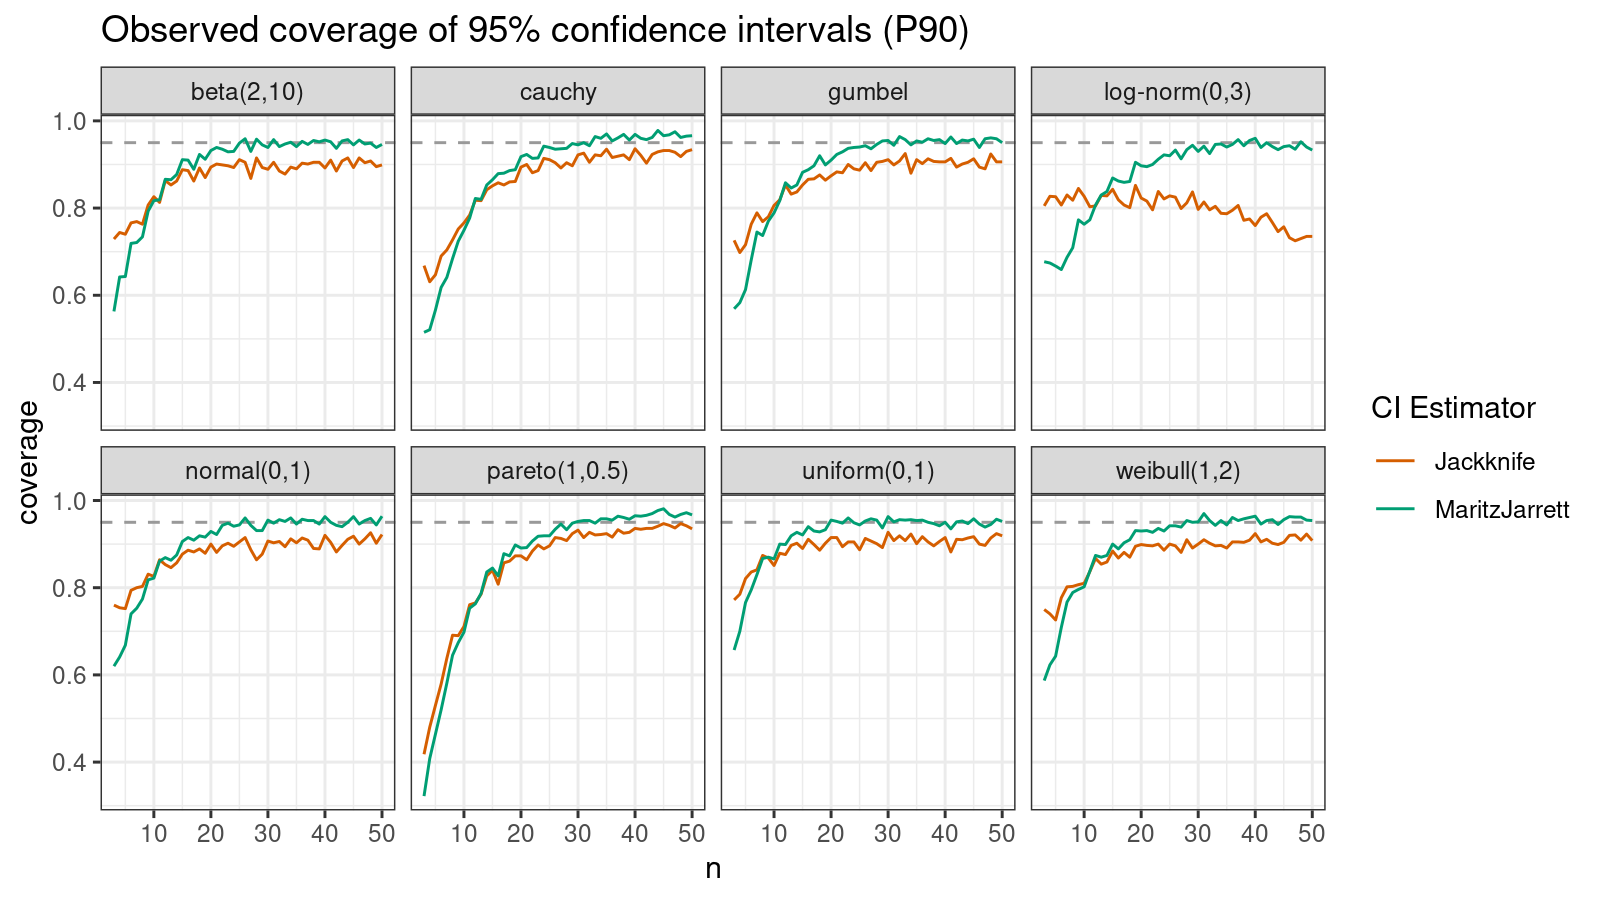 Observed coverage of 95% confidence intervals (P90)
beta(2,10) cauchy gumbel log-norm(0,3)
1.0
0.8
0.6
0.4
coverage
normal(0,1) pareto(1,0.5) uniform(0,1) weibull(1,2)
1.0
0.8
0.6
0.4
10 20 30 40 50 10 20 30 40 50 10 20 30 40 50 10 20 30 40 50
n
CI Estimator
Jackknife
MaritzJarrett